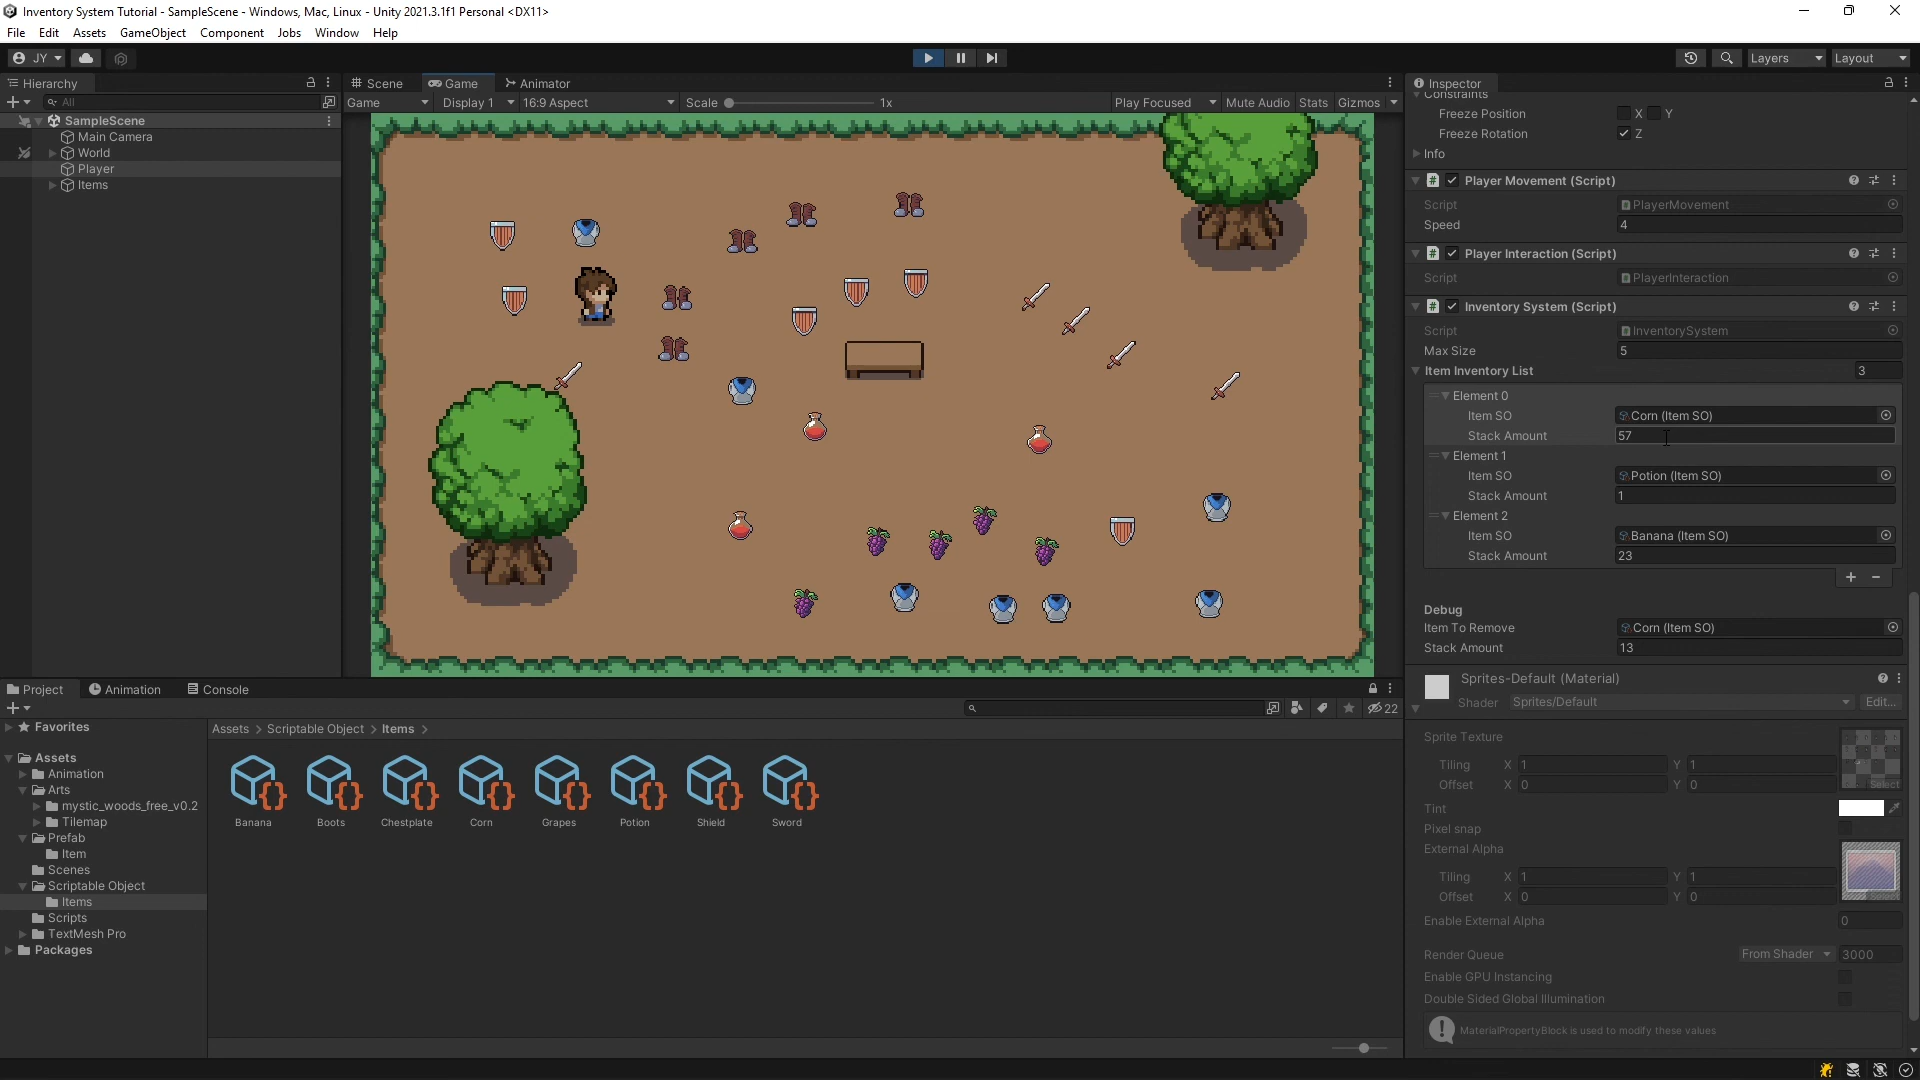 Inventory System Tutorial - SampleScene - Windows, Mac, Linux - Unity 2021.3.1f1 Personal <DX11>
File Edit Assets GameObject Component Jobs Window Help
JY Layers Layout
Hierarchy
All
SampleScene
Main Camera
World
Player
Items
Scene Game Animator
Game Display 1 16:9 Aspect Scale 1x Play Focused Mute Audio Stats Gizmos
Inspector
Constraints
Freeze Position X Y
Freeze Rotation Z
Info
Player Movement (Script)
Script PlayerMovement
Speed 4
Player Interaction (Script)
Script PlayerInteraction
Inventory System (Script)
Script InventorySystem
Max Size 5
Item Inventory List 3
Element 0
Item SO Corn (Item SO)
Stack Amount 57
Element 1
Item SO Potion (Item SO)
Stack Amount 1
Element 2
Item SO Banana (Item SO)
Stack Amount 23
Debug
Item To Remove Corn (Item SO)
Stack Amount 13
Sprites-Default (Material)
Shader Sprites/Default Edit...
Sprite Texture
Tiling X 1 Y 1
Offset X 0 Y 0
Select
Tint
Pixel snap
External Alpha
Tiling X 1 Y 1
Offset X 0 Y 0
Select
Enable External Alpha 0
Render Queue From Shader 3000
Enable GPU Instancing
Double Sided Global Illumination
MaterialPropertyBlock is used to modify these values
Project Animation Console
22
Favorites
Assets
Animation
Arts
mystic_woods_free_v0.2
Tilemap
Prefab
Item
Scenes
Scriptable Object
Items
Scripts
TextMesh Pro
Packages
Assets > Scriptable Object > Items >
Banana Boots Chestplate Corn Grapes Potion Shield Sword